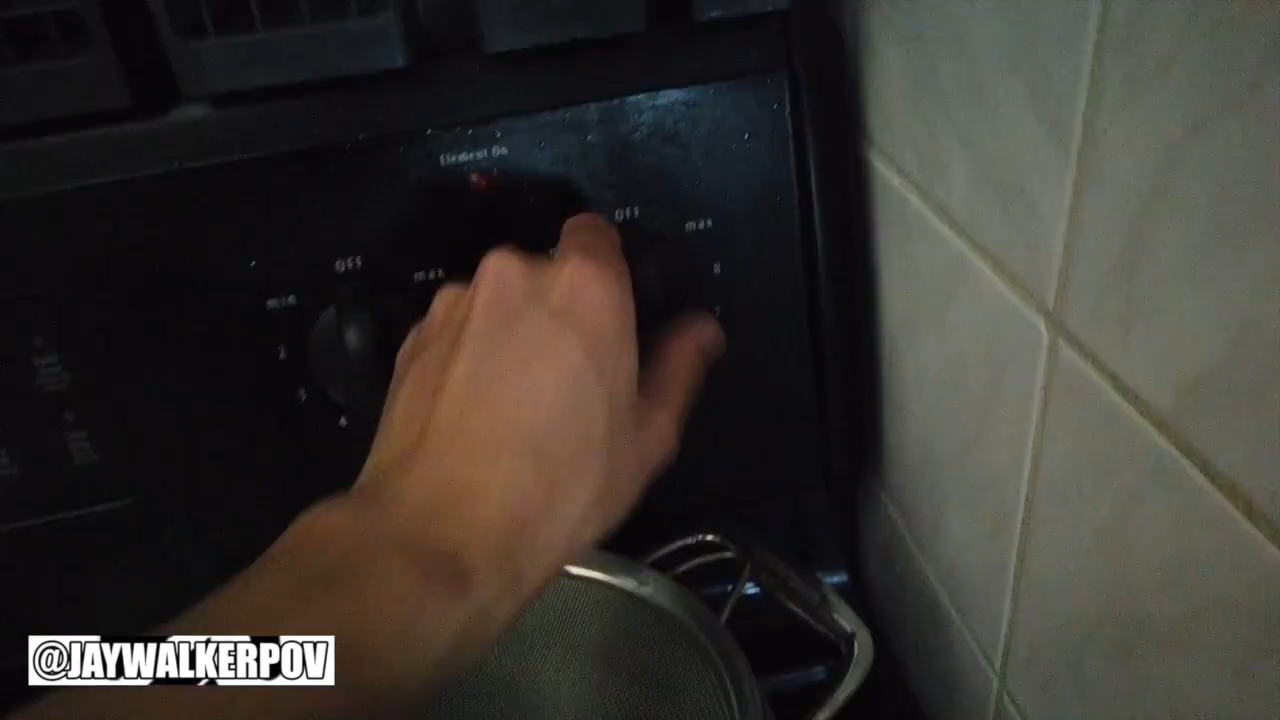 Element On
OFF
max
8
7
OFF
max
min
2
3
4
@JAYWALKERPOV